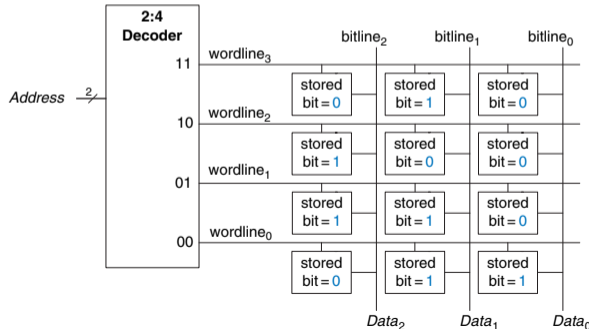 2:4
Decoder
bitline₂ bitline₁ bitline₀
wordline₃
11
stored bit = 0 stored bit = 1 stored bit = 0
Address 2
wordline₂
10
stored bit = 1 stored bit = 0 stored bit = 0
wordline₁
01
stored bit = 1 stored bit = 1 stored bit = 0
wordline₀
00
stored bit = 0 stored bit = 1 stored bit = 1
Data₂ Data₁ Data₀